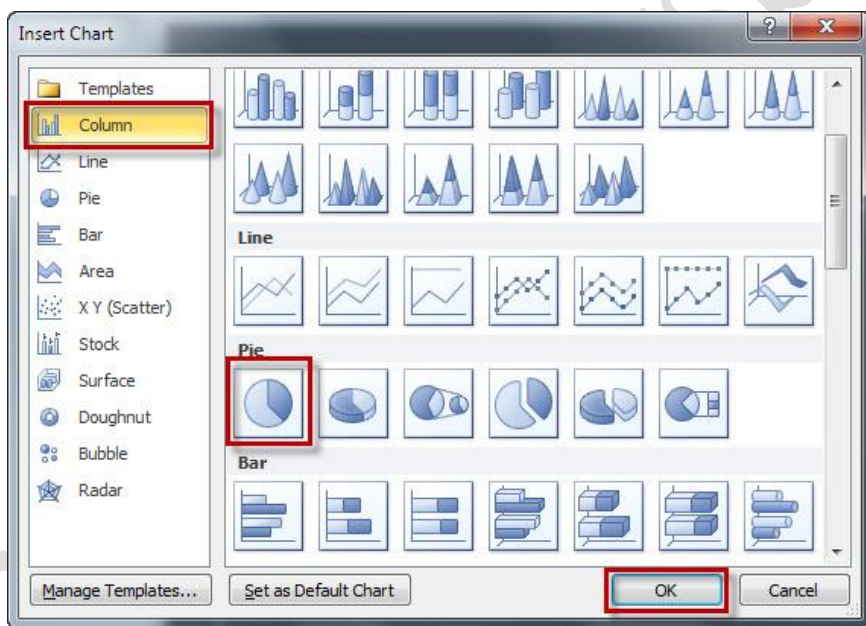 Insert Chart
Templates
Column
Line
Pie
Bar
Area
X Y (Scatter)
Stock
Surface
Doughnut
Bubble
Radar
Line
Pie
Bar
Manage Templates...
Set as Default Chart
OK
Cancel